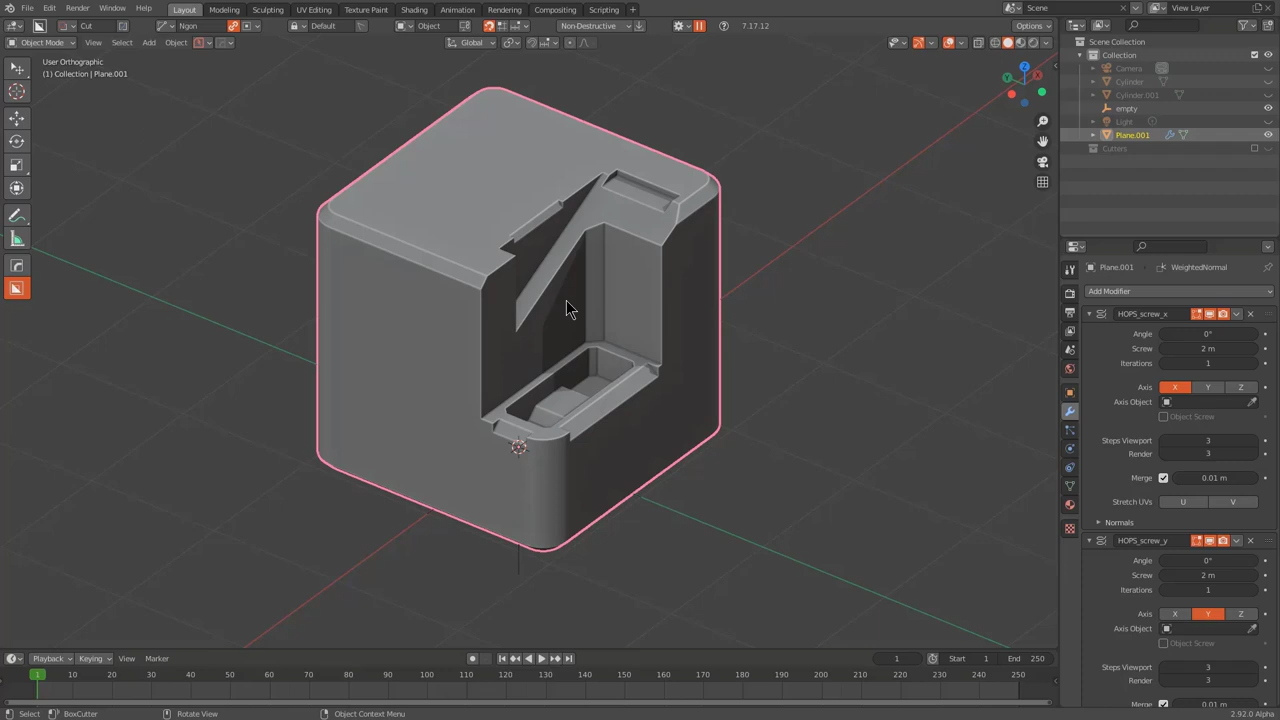 File Edit Render Window Help
Layout Modeling Sculpting UV Editing Texture Paint Shading Animation Rendering Compositing Scripting
Scene View Layer
Cut Ngon Default Object Non-Destructive 7.17.12 Options
Object Mode View Select Add Object Global
User Orthographic
(1) Collection | Plane.001
Z
X
Y
Scene Collection
Collection
Camera
Cylinder
Cylinder.001
empty
Light
Plane.001
Cutters
Plane.001 WeightedNormal
Add Modifier
HOPS_screw_x
Angle 0°
Screw 2 m
Iterations 1
Axis X Y Z
Axis Object
Object Screw
Steps Viewport 3
Render 3
Merge 0.01 m
Stretch UVs U V
Normals
HOPS_screw_y
Angle 0°
Screw 2 m
Iterations 1
Axis X Y Z
Axis Object
Object Screw
Steps Viewport 3
Render 3
Merge 0.01 m
Playback Keying View Marker 1 Start 1 End 250
1 10 20 30 40 50 60 70 80 90 100 110 120 130 140 150 160 170 180 190 200 210 220 230 240 250
Select BoxCutter Rotate View Object Context Menu 2.92.0 Alpha